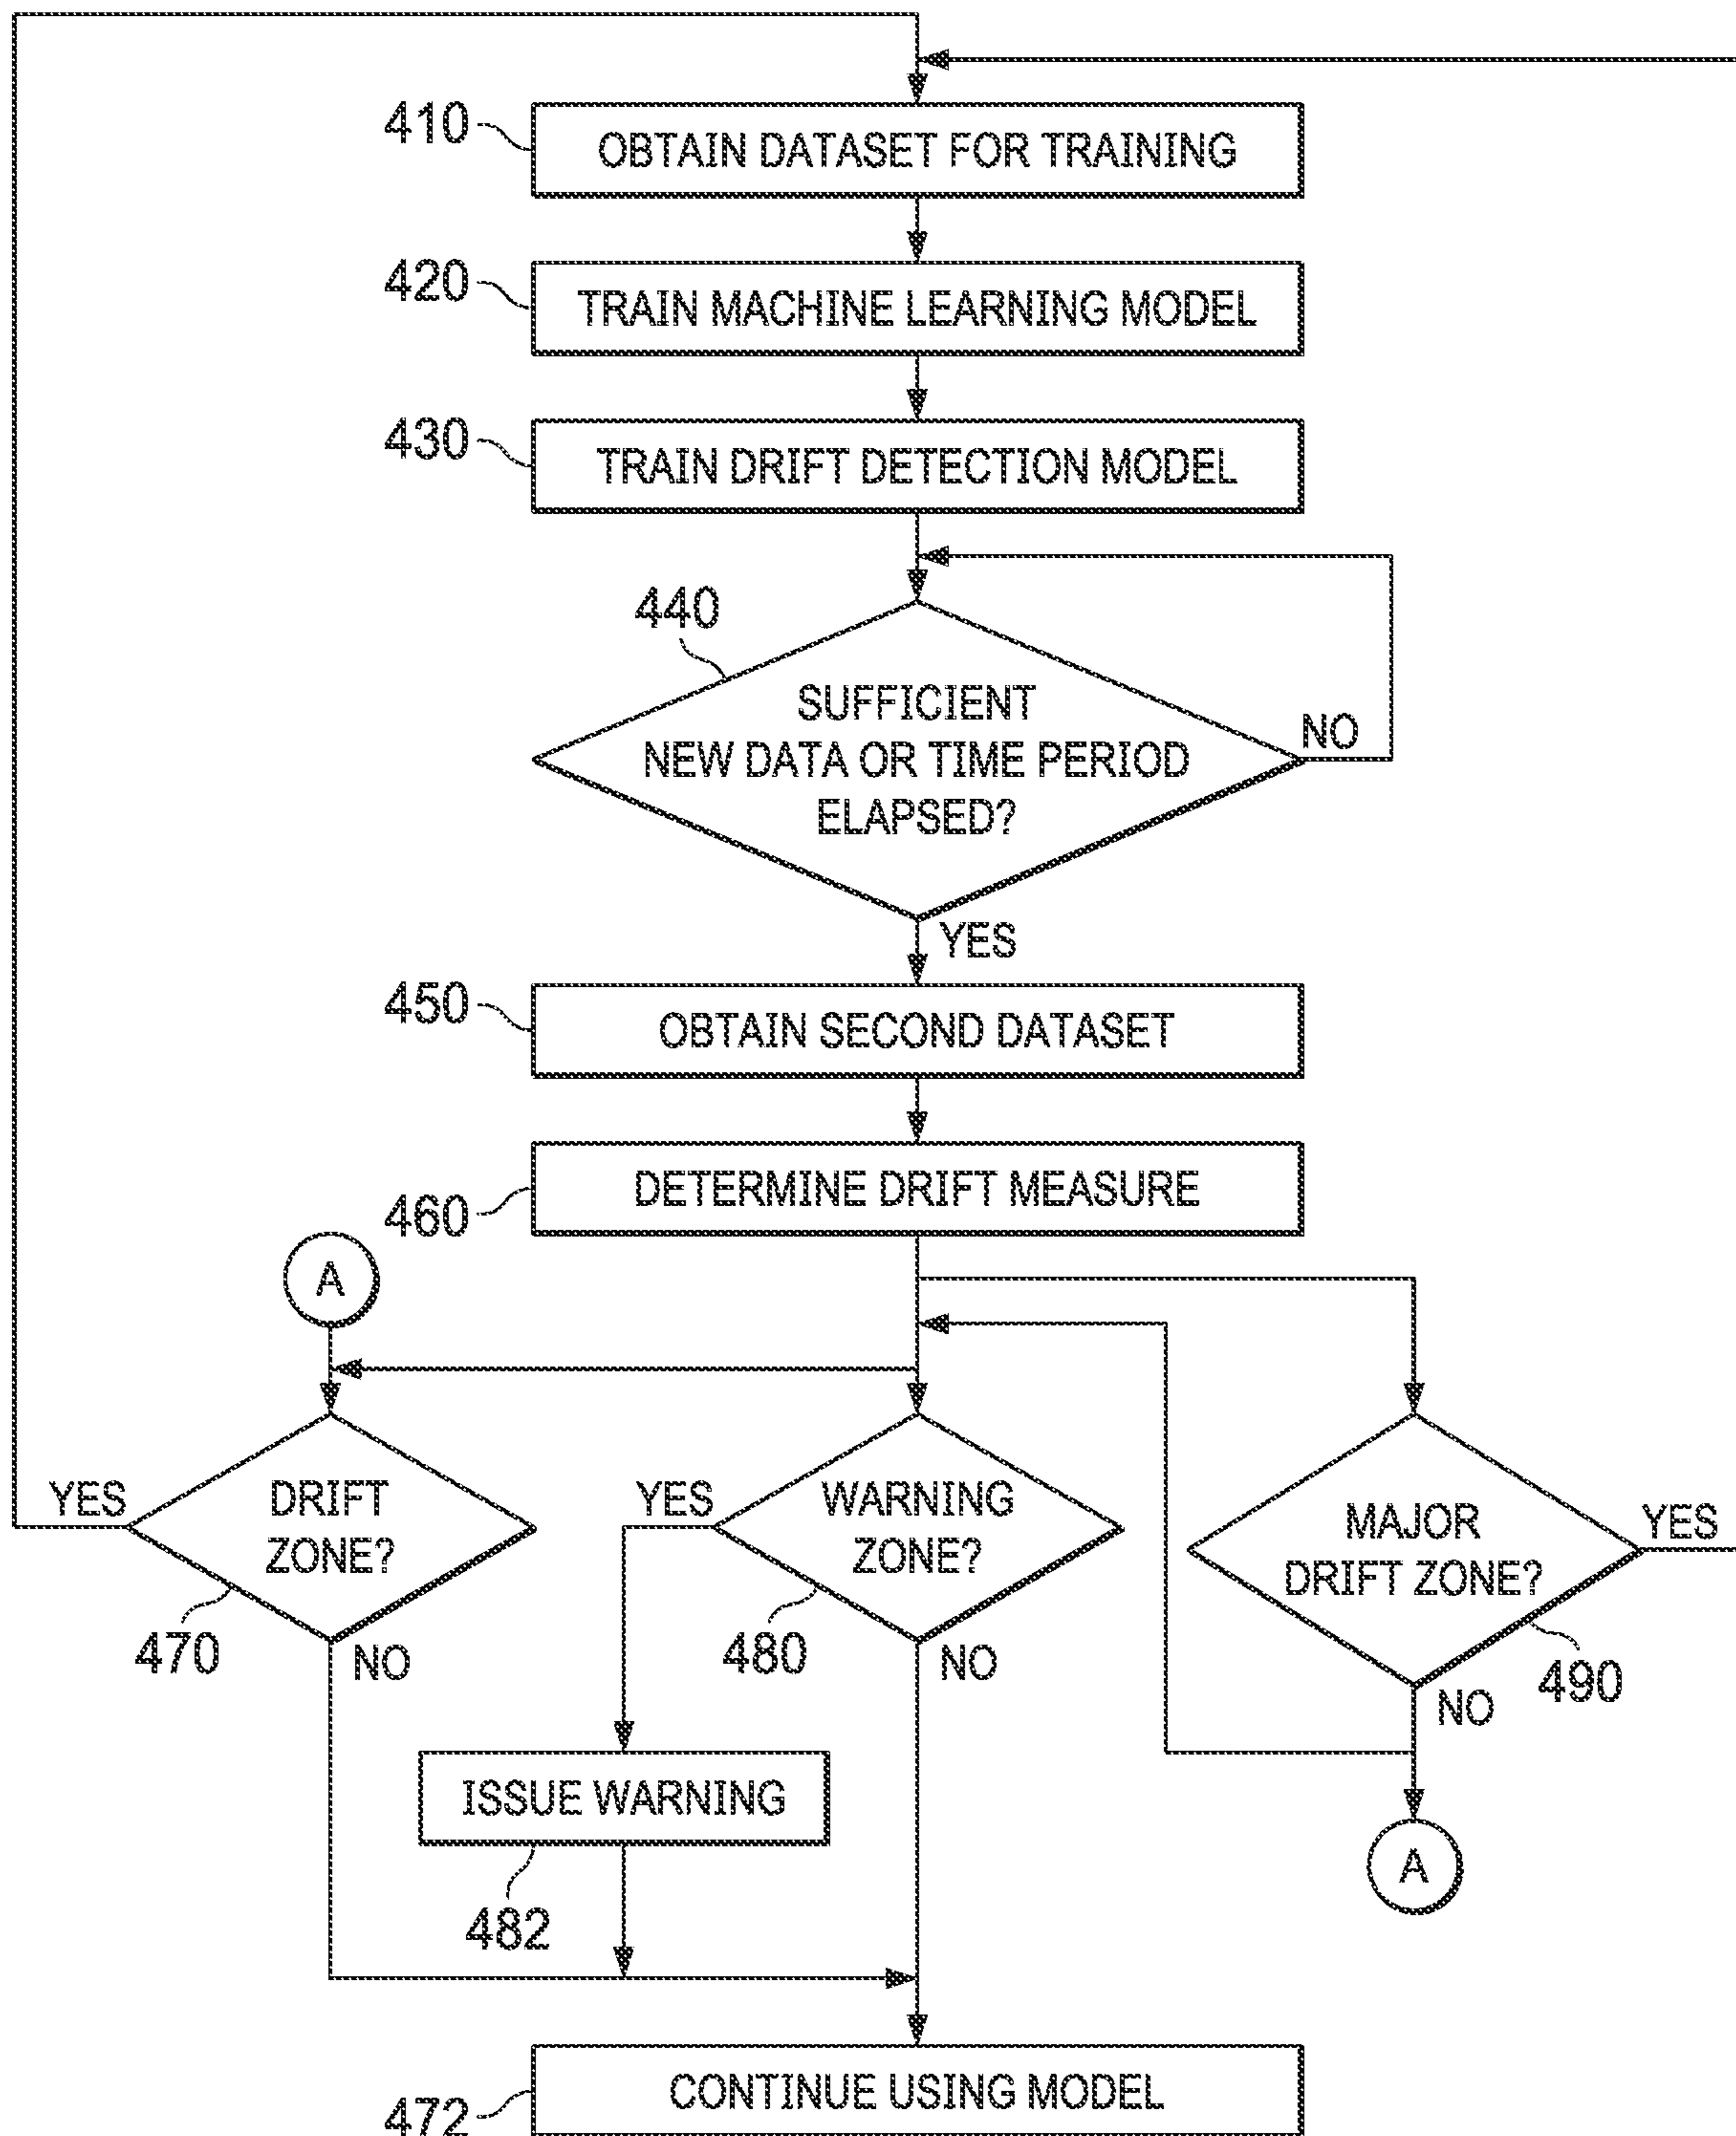 410
OBTAIN DATASET FOR TRAINING
420
TRAIN MACHINE LEARNING MODEL
430
TRAIN DRIFT DETECTION MODEL
440
SUFFICIENT
NEW DATA OR TIME PERIOD
ELAPSED?
NO
YES
450
OBTAIN SECOND DATASET
460
DETERMINE DRIFT MEASURE
A
YES
DRIFT
ZONE?
470
NO
YES
WARNING
ZONE?
480
NO
MAJOR
DRIFT ZONE?
YES
490
NO
ISSUE WARNING
482
A
CONTINUE USING MODEL
472